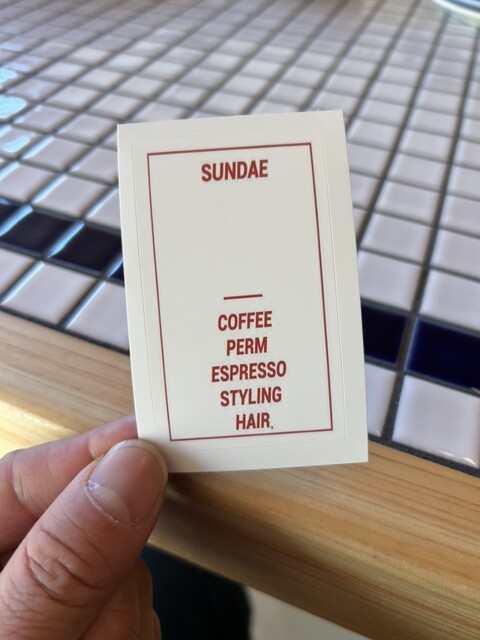 SUNDAE
COFFEE
PERM
ESPRESSO
STYLING
HAIR.